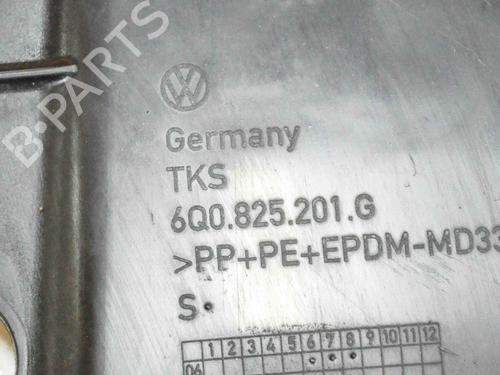 B-PARTS
Germany
TKS
6Q0.825.201.G
>PP+PE+EPDM-MD33
S
1 2 3 4 5 6 7 8 9 10 11 12
06